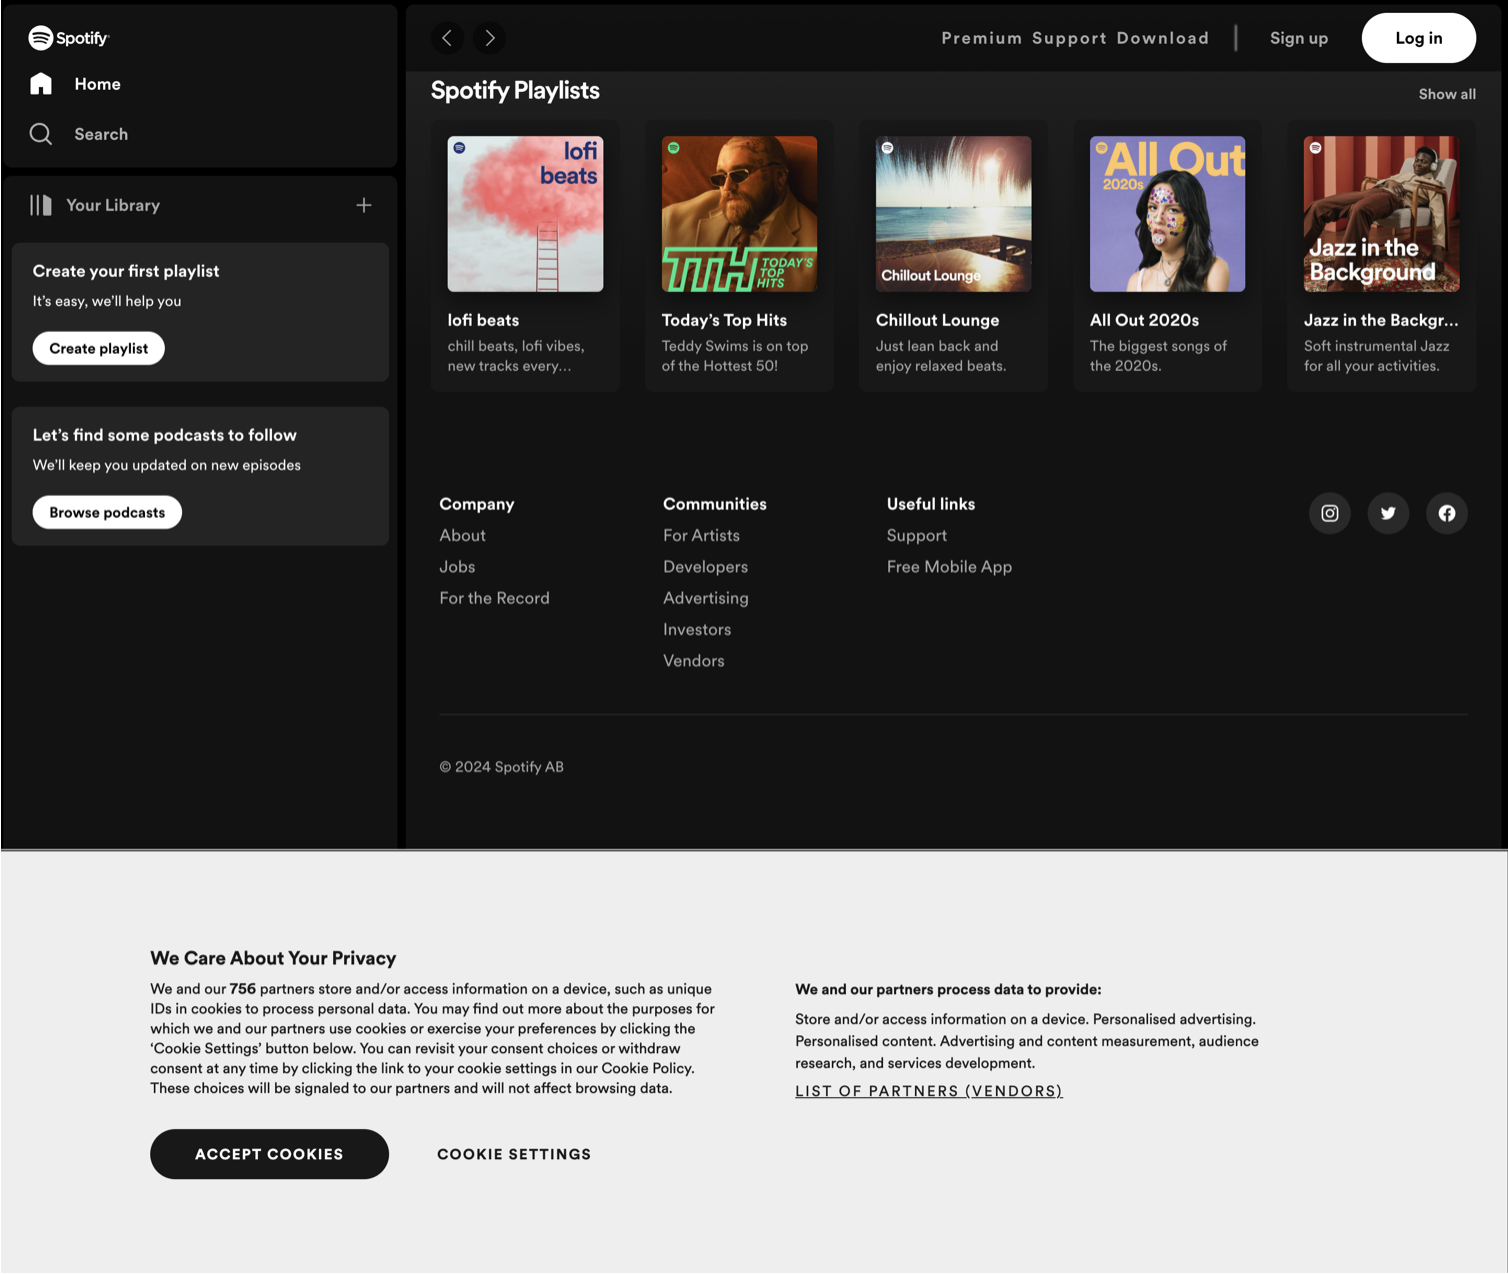 Spotify
Home
Search
Your Library
Create your first playlist
It's easy, we'll help you
Create playlist
Let's find some podcasts to follow
We'll keep you updated on new episodes
Browse podcasts
Premium Support Download
Sign up
Log in
Spotify Playlists
Show all
lofi
beats
lofi beats
chill beats, lofi vibes,
new tracks every...
TTH TODAY'S
TOP
HITS
Today's Top Hits
Teddy Swims is on top
of the Hottest 50!
Chillout Lounge
Chillout Lounge
Just lean back and
enjoy relaxed beats.
All Out
2020s
All Out 2020s
The biggest songs of
the 2020s.
Jazz in the
Background
Jazz in the Backgr...
Soft instrumental Jazz
for all your activities.
Company
About
Jobs
For the Record
Communities
For Artists
Developers
Advertising
Investors
Vendors
Useful links
Support
Free Mobile App
© 2024 Spotify AB
We Care About Your Privacy
We and our 756 partners store and/or access information on a device, such as unique
IDs in cookies to process personal data. You may find out more about the purposes for
which we and our partners use cookies or exercise your preferences by clicking the
'Cookie Settings' button below. You can revisit your consent choices or withdraw
consent at any time by clicking the link to your cookie settings in our Cookie Policy.
These choices will be signaled to our partners and will not affect browsing data.
ACCEPT COOKIES
COOKIE SETTINGS
We and our partners process data to provide:
Store and/or access information on a device. Personalised advertising.
Personalised content. Advertising and content measurement, audience
research, and services development.
LIST OF PARTNERS (VENDORS)